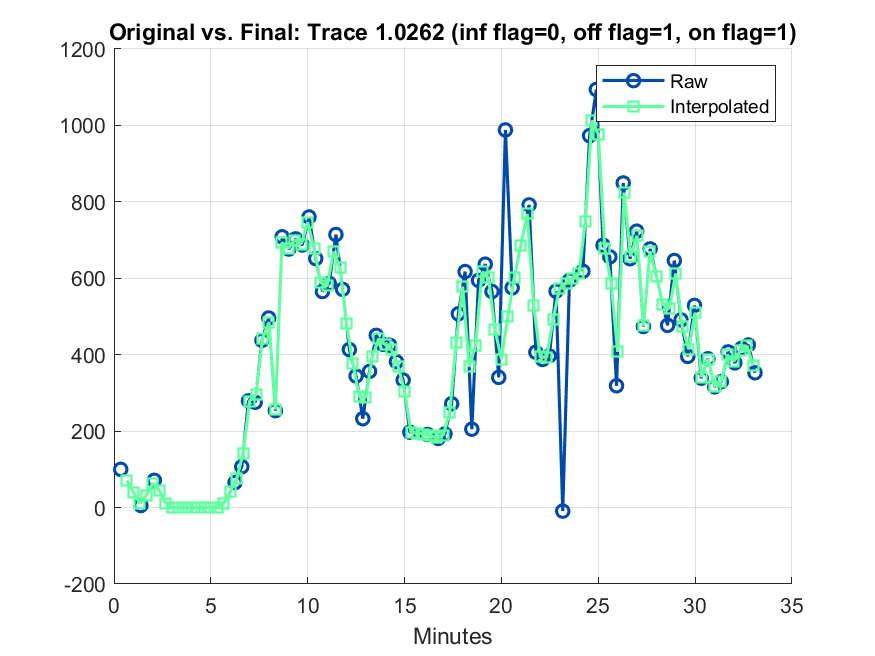 Original vs. Final: Trace 1.0262 (inf flag=0, off flag=1, on flag=1)
1200
1000
800
600
400
200
0
-200
Raw
Interpolated
0 5 10 15 20 25 30 35
Minutes